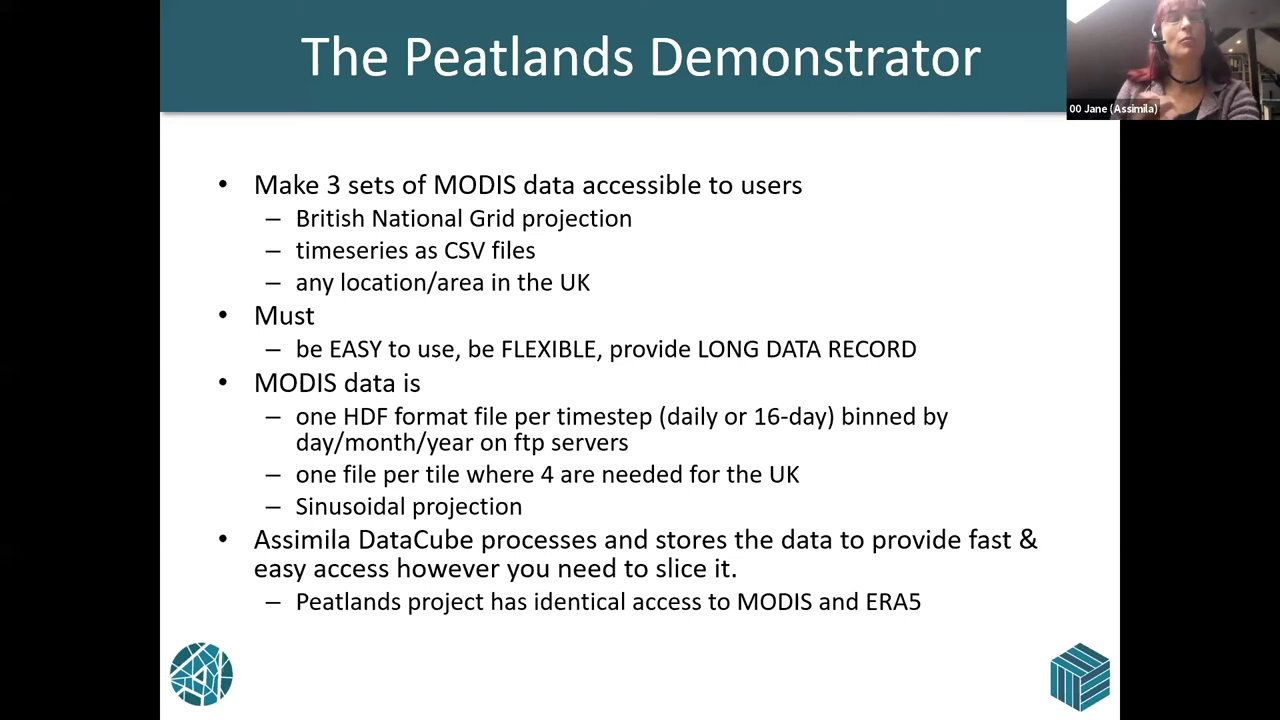 The Peatlands Demonstrator
00 Jane (Assimila)
• Make 3 sets of MODIS data accessible to users
– British National Grid projection
– timeseries as CSV files
– any location/area in the UK
• Must
– be EASY to use, be FLEXIBLE, provide LONG DATA RECORD
• MODIS data is
– one HDF format file per timestep (daily or 16-day) binned by
day/month/year on ftp servers
– one file per tile where 4 are needed for the UK
– Sinusoidal projection
• Assimila DataCube processes and stores the data to provide fast &
easy access however you need to slice it.
– Peatlands project has identical access to MODIS and ERA5